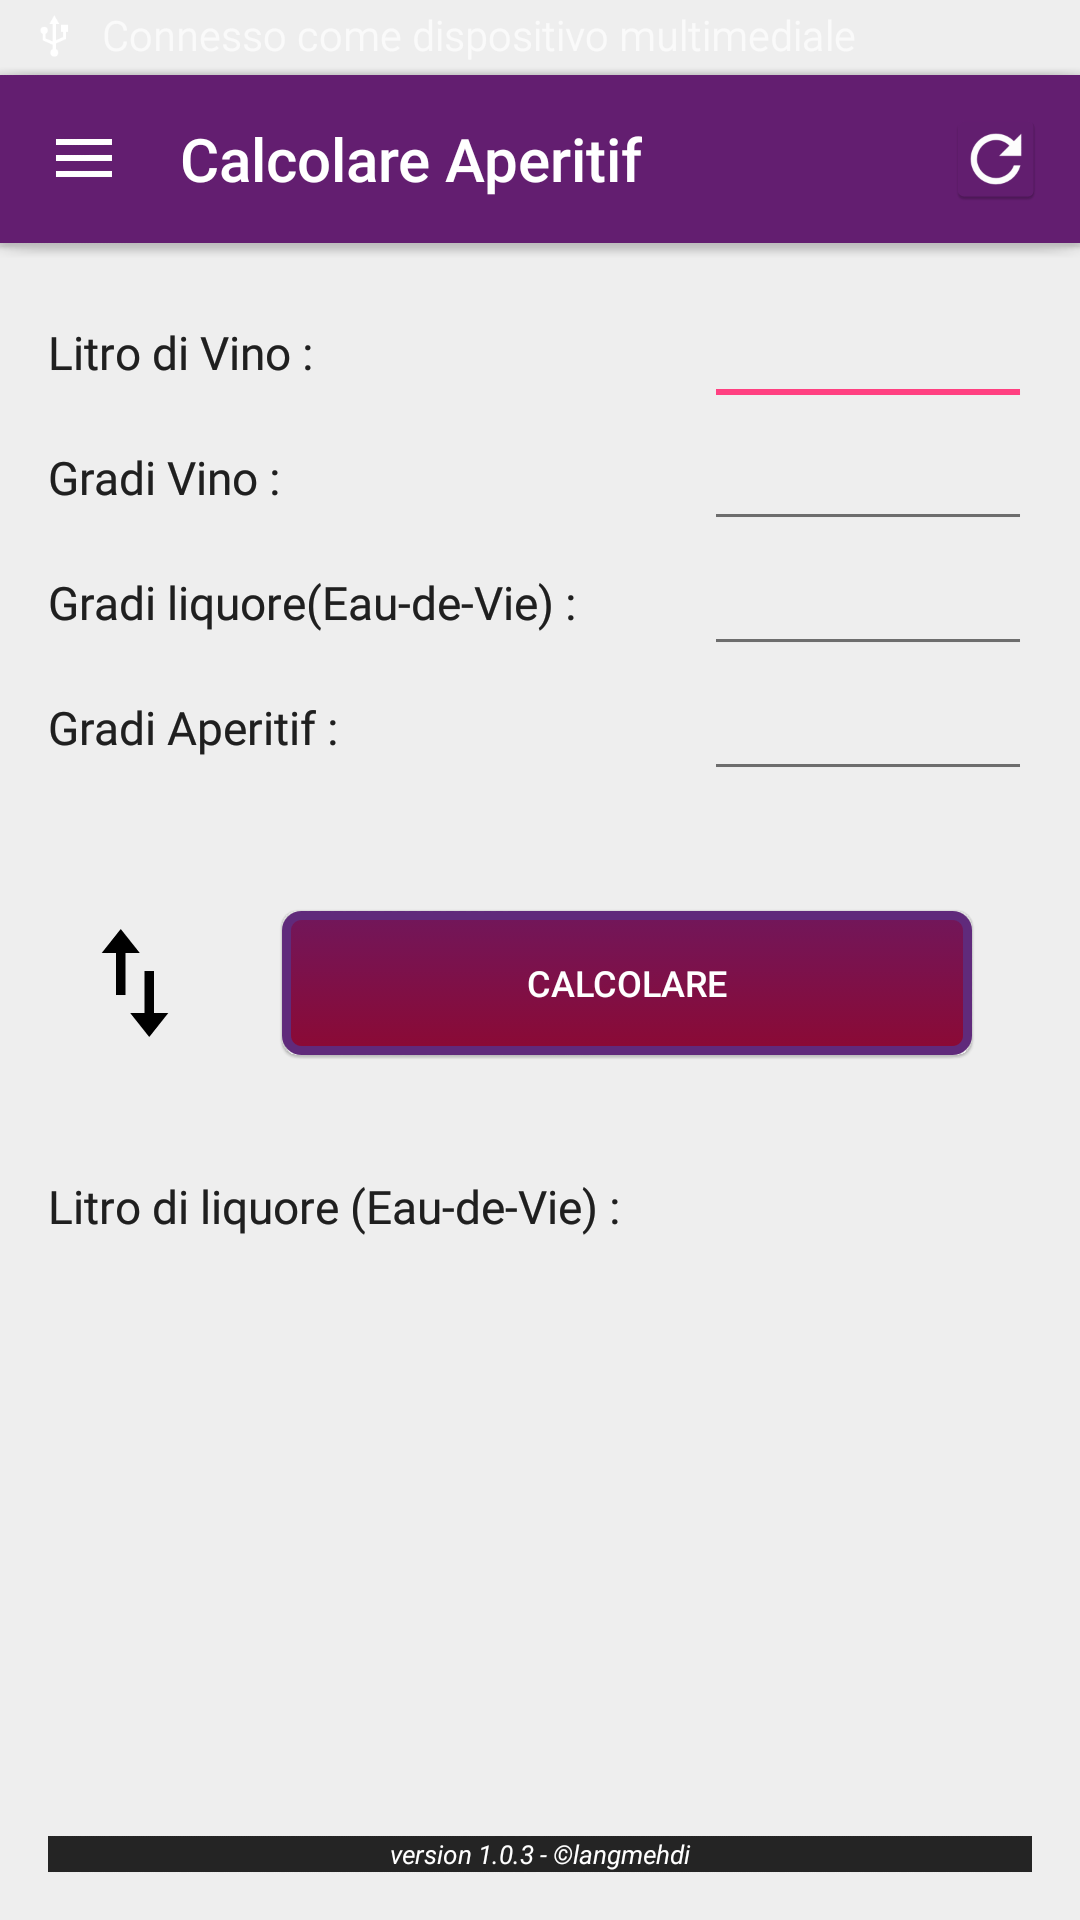 Connesso come dispositivo multimediale
Calcolare Aperitif
Litro di Vino :
Gradi Vino :
Gradi liquore(Eau-de-Vie) :
Gradi Aperitif :
CALCOLARE
Litro di liquore (Eau-de-Vie) :
version 1.0.3 - ©langmehdi